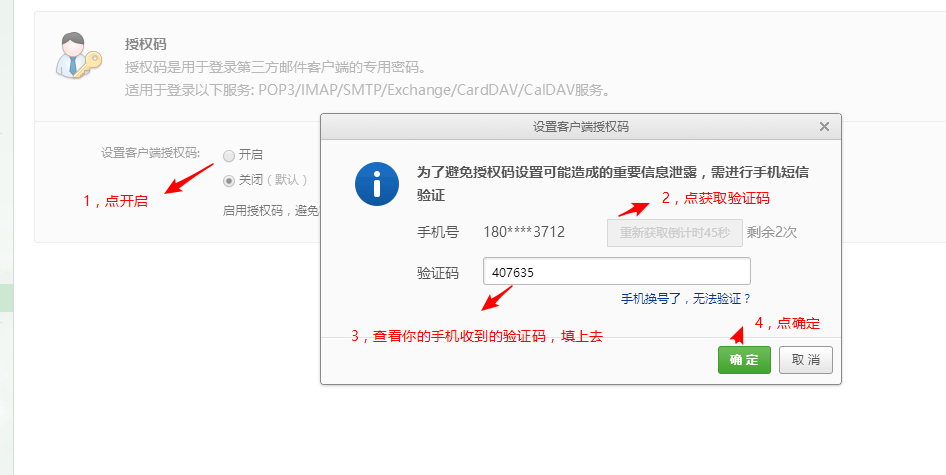 授权码
授权码是用于登录第三方邮件客户端的专用密码。
适用于登录以下服务: POP3/IMAP/SMTP/Exchange/CardDAV/CalDAV服务。
设置客户端授权码:
开启
关闭（默认）
1，点开启
启用授权码，避免
设置客户端授权码
为了避免授权码设置可能造成的重要信息泄露，需进行手机短信
验证
2，点获取验证码
手机号 180****3712 重新获取倒计时45秒 剩余2次
验证码 407635
手机换号了，无法验证？
3，查看你的手机收到的验证码，填上去
4，点确定
确 定 取 消